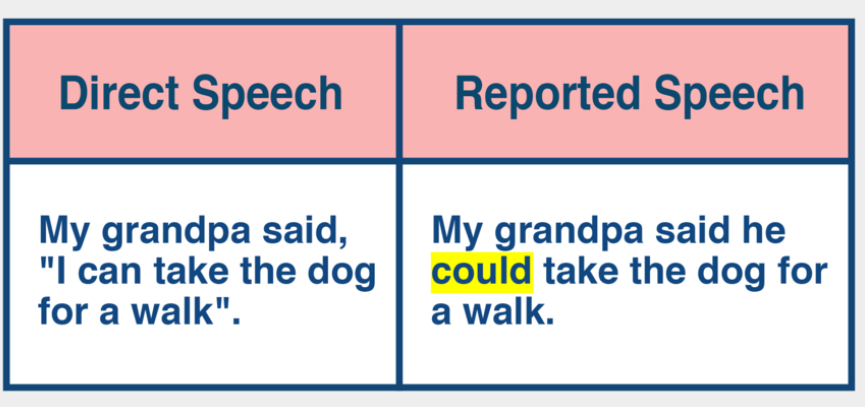 Direct Speech
Reported Speech
My grandpa said,
"I can take the dog
for a walk".
My grandpa said he
could take the dog for
a walk.